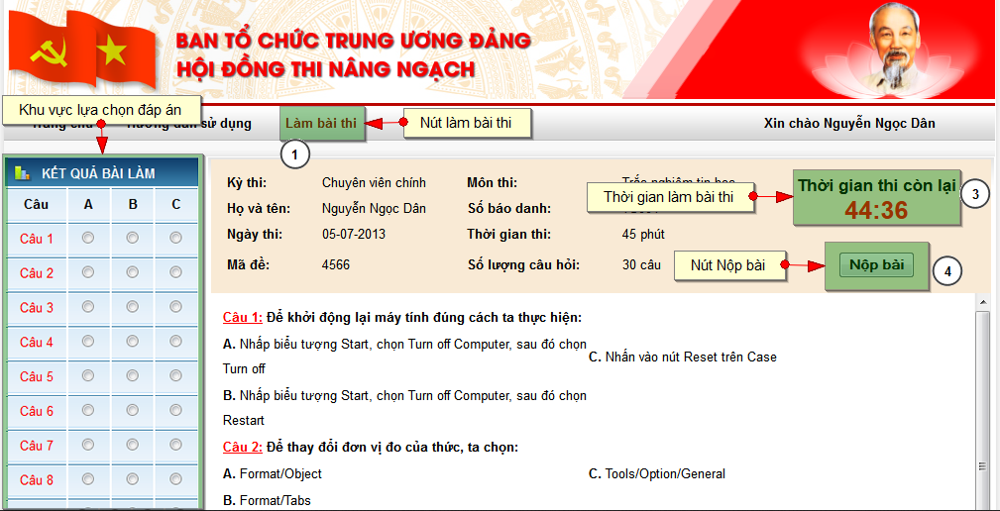 BAN TỔ CHỨC TRUNG ƯƠNG ĐẢNG
HỘI ĐỒNG THI NÂNG NGẠCH
Khu vực lựa chọn đáp án
sử dụng
Làm bài thi
Nút làm bài thi
Xin chào Nguyễn Ngọc Dân
1
KẾT QUẢ BÀI LÀM
Câu A B C
Câu 1
Câu 2
Câu 3
Câu 4
Câu 5
Câu 6
Câu 7
Câu 8
Kỳ thi: Chuyên viên chính Môn thi:
Họ và tên: Nguyễn Ngọc Dân Số báo danh:
Ngày thi: 05-07-2013 Thời gian thi: 45 phút
Mã đề: 4566 Số lượng câu hỏi: 30 câu
Thời gian làm bài thi
Thời gian thi còn lại
44:36
3
Nút Nộp bài
Nộp bài
4
Câu 1: Để khởi động lại máy tính đúng cách ta thực hiện:
A. Nhấp biểu tượng Start, chọn Turn off Computer, sau đó chọn
Turn off
C. Nhấn vào nút Reset trên Case
B. Nhấp biểu tượng Start, chọn Turn off Computer, sau đó chọn
Restart
Câu 2: Để thay đổi đơn vị đo của thức, ta chọn:
A. Format/Object
C. Tools/Option/General
B. Format/Tabs